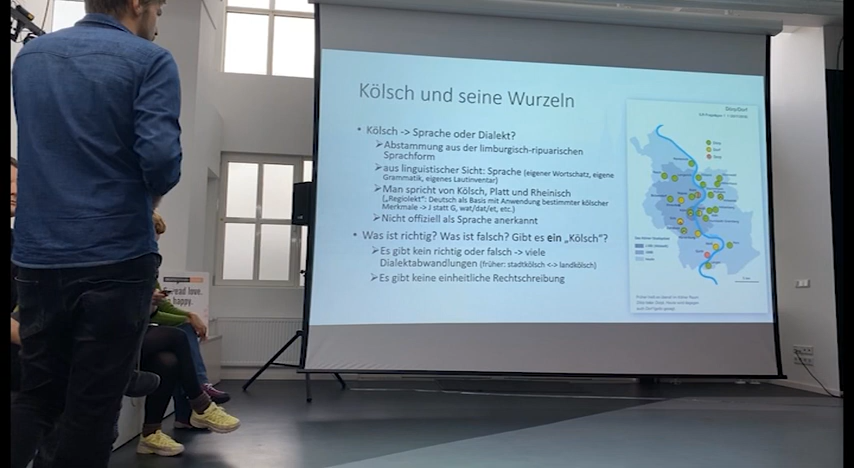 Kölsch und seine Wurzeln
• Kölsch -> Sprache oder Dialekt?
➢Abstammung aus der limburgisch-ripuarischen
Sprachform
➢aus linguistischer Sicht: Sprache (eigener Wortschatz, eigene
Grammatik, eigenes Lautinventar)
➢Man spricht von Kölsch, Platt und Rheinisch
(„Regiolekt“: Deutsch als Basis mit Anwendung bestimmter kölscher
Merkmale -> J statt G, wat/dat/et, etc.)
➢Nicht offiziell als Sprache anerkannt
• Was ist richtig? Was ist falsch? Gibt es ein „Kölsch“?
➢Es gibt kein richtig oder falsch -> viele
Dialektabwandlungen (früher: stadtkölsch <-> landkölsch)
➢Es gibt keine einheitliche Rechtschreibung
read love.
happy.